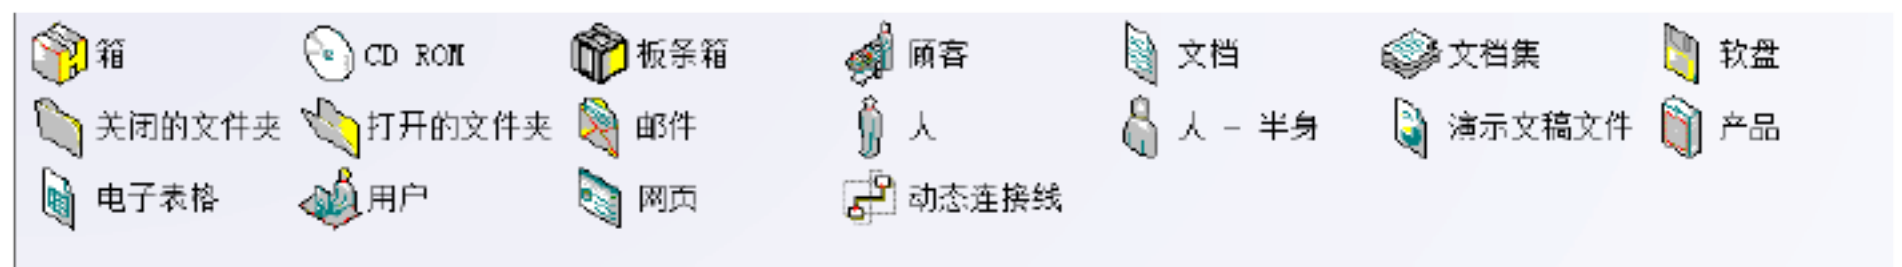 箱 CD ROM 板条箱 顾客 文档 文档集 软盘
关闭的文件夹 打开的文件夹 邮件 人 人 - 半身 演示文稿文件 产品
电子表格 用户 网页 动态连接线